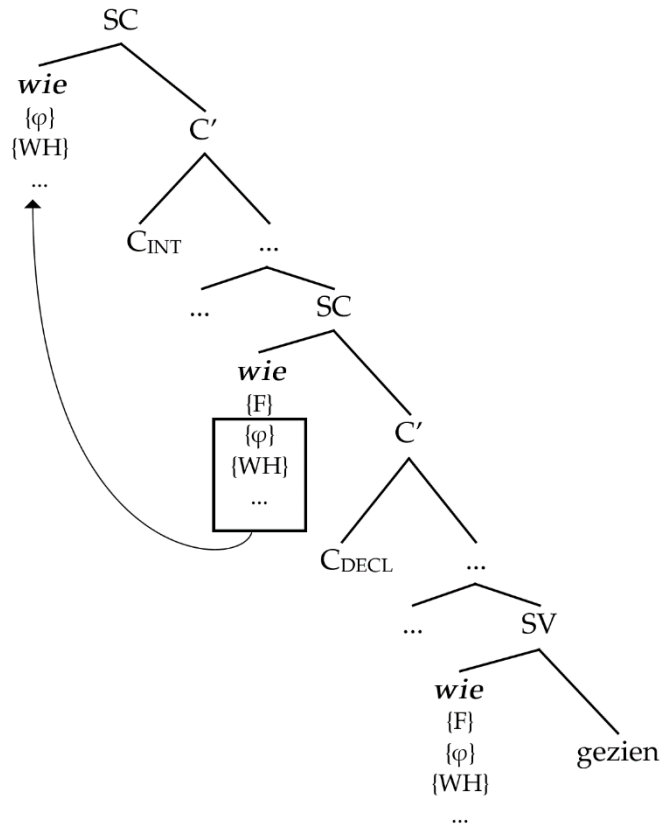 SC
wie
{φ}
{WH}
...
C′
C_INT
...
...
SC
wie
{F}
{φ}
{WH}
...
C′
C_DECL
...
...
SV
wie
{F}
{φ}
{WH}
...
gezien